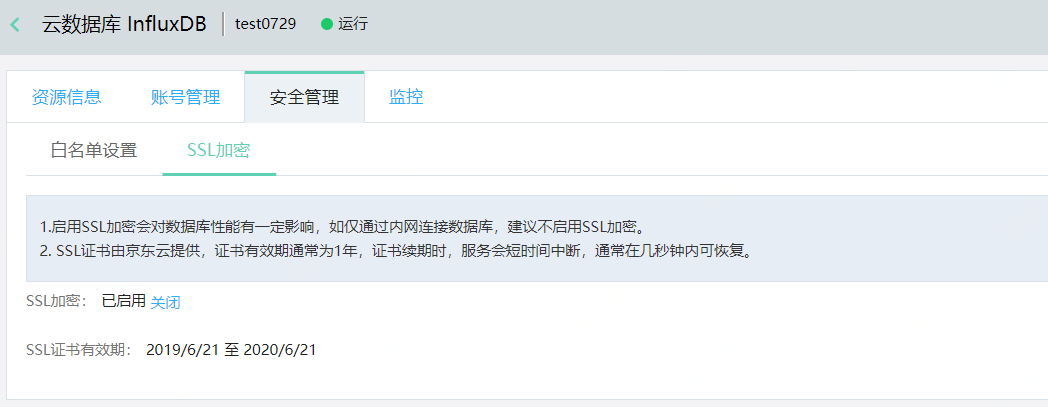 云数据库 InfluxDB test0729 运行
资源信息 账号管理 安全管理 监控
白名单设置 SSL加密
1.启用SSL加密会对数据库性能有一定影响，如仅通过内网连接数据库，建议不启用SSL加密。
2. SSL证书由京东云提供，证书有效期通常为1年，证书续期时，服务会短时间中断，通常在几秒钟内可恢复。
SSL加密： 已启用 关闭
SSL证书有效期： 2019/6/21 至 2020/6/21